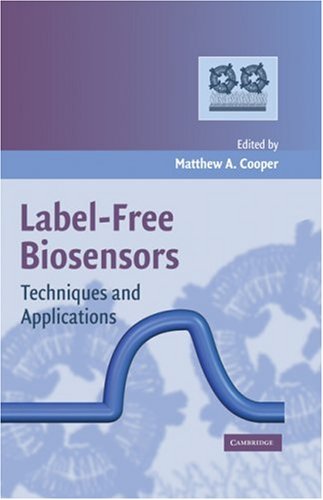 Edited by
Matthew A. Cooper
Label-Free
Biosensors
Techniques and
Applications
CAMBRIDGE